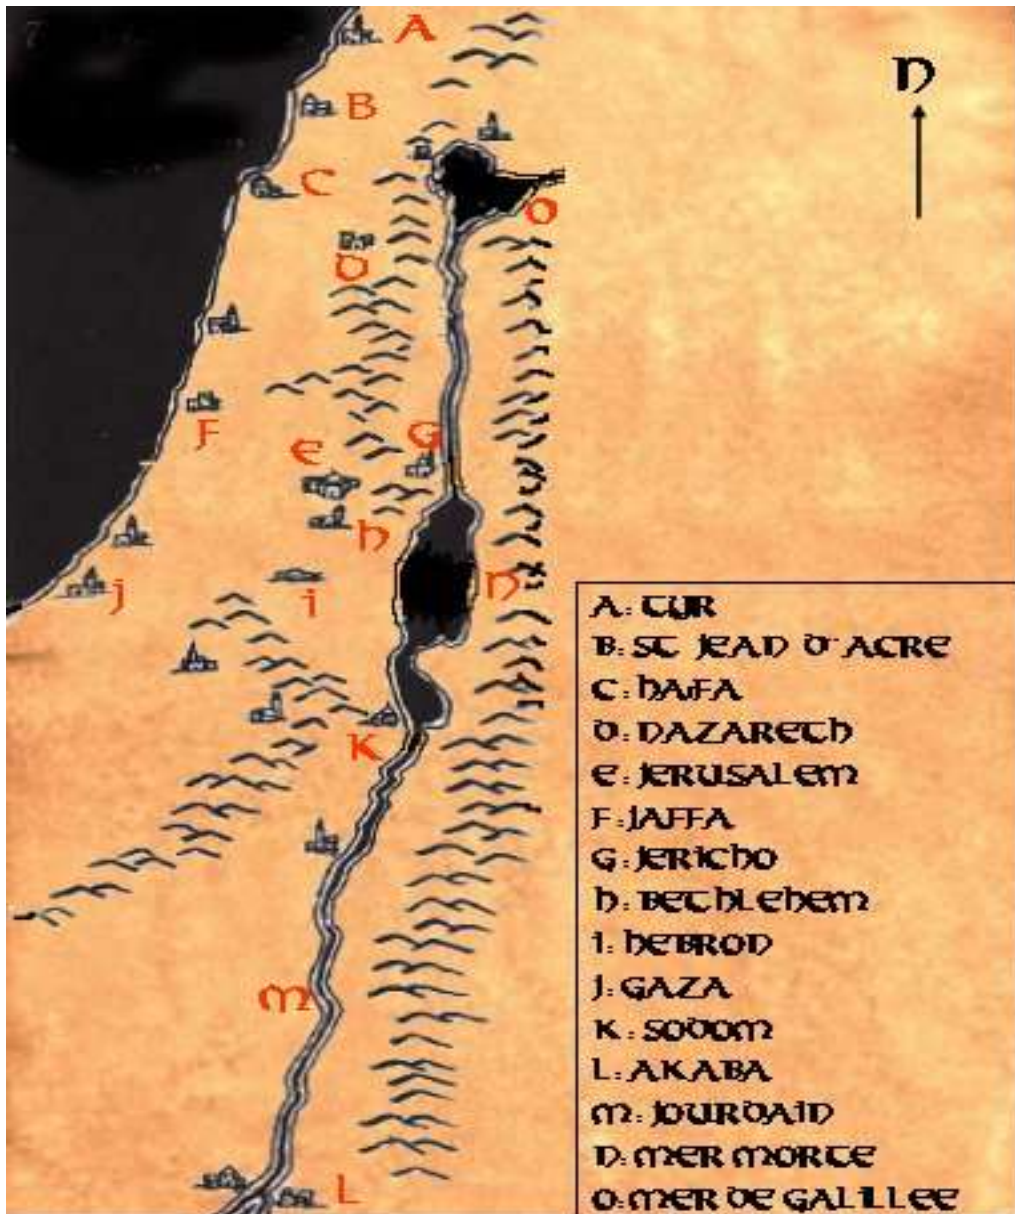 A
N
B
C
O
D
F
G
E
h
N
j
i
K
M
L
A: TYR
B: ST JEAN D'ACRE
C: hAifA
D: NAZARETh
E: JERUSALEM
F: JAFFA
G: JERiChO
h: BEThLEhEM
i: hEBRON
J: GAZA
K: SODOM
L: AKABA
M: JOURDAiN
N: MER MORTE
O: MER DE GALiLLEE